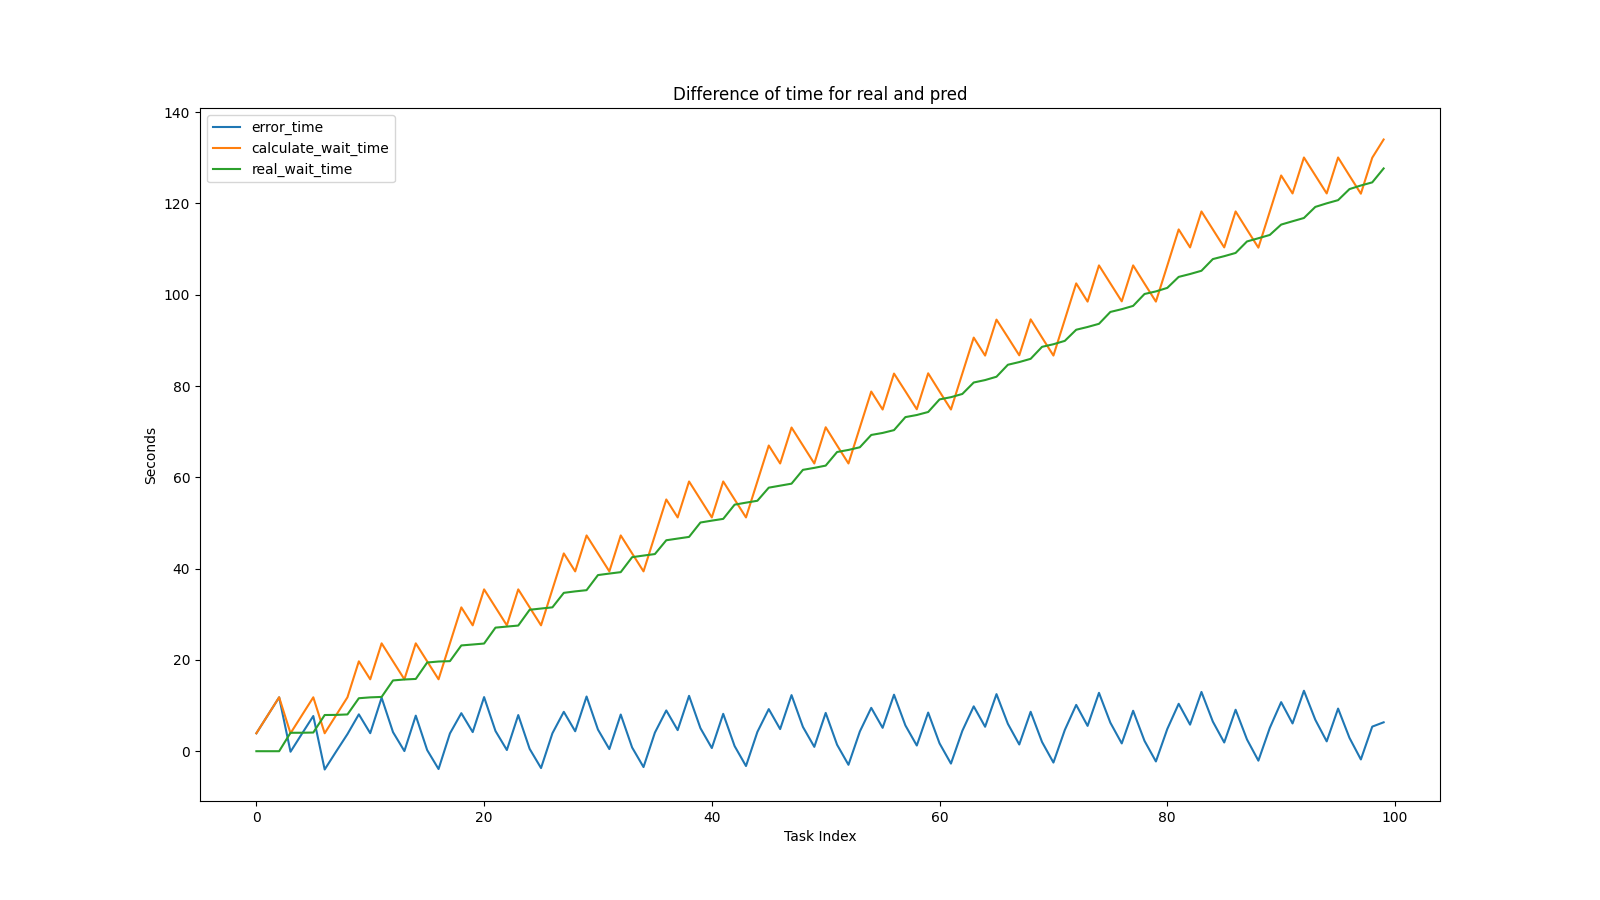 Difference of time for real and pred
error_time
calculate_wait_time
real_wait_time
140
120
100
80
60
40
20
0
Seconds
0 20 40 60 80 100
Task Index